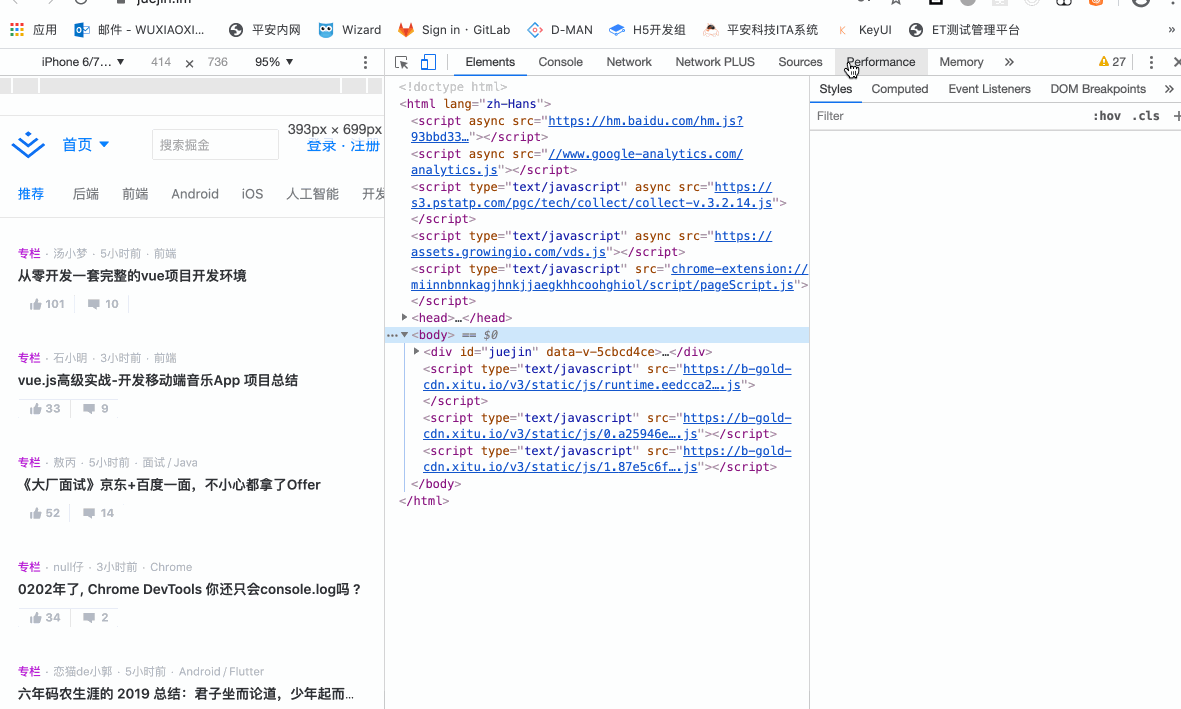 juejin.im
应用 邮件 - WUXIAOXI... 平安内网 Wizard Sign in · GitLab D-MAN H5开发组 平安科技ITA系统 KeyUI ET测试管理平台 »
iPhone 6/7... ▼ 414 × 736 95% ▼
Elements Console Network Network PLUS Sources Performance Memory » 27
Styles Computed Event Listeners DOM Breakpoints »
Filter :hov .cls +
393px × 699px
首页 ▼ 搜索掘金 登录 · 注册
推荐 后端 前端 Android iOS 人工智能 开发
专栏 · 汤小梦 · 5小时前 · 前端
从零开发一套完整的vue项目开发环境
101 10
专栏 · 石小明 · 3小时前 · 前端
vue.js高级实战-开发移动端音乐App 项目总结
33 9
专栏 · 敖丙 · 5小时前 · 面试 / Java
《大厂面试》京东+百度一面，不小心都拿了Offer
52 14
专栏 · null仔 · 3小时前 · Chrome
0202年了, Chrome DevTools 你还只会console.log吗 ?
34 2
专栏 · 恋猫de小郭 · 5小时前 · Android / Flutter
六年码农生涯的 2019 总结：君子坐而论道，少年起而...
<!doctype html>
<html lang="zh-Hans">
<script async src="https://hm.baidu.com/hm.js?
93bbd33…"></script>
<script async src="//www.google-analytics.com/
analytics.js"></script>
<script type="text/javascript" async src="https://
s3.pstatp.com/pgc/tech/collect/collect-v.3.2.14.js">
</script>
<script type="text/javascript" async src="https://
assets.growingio.com/vds.js"></script>
<script type="text/javascript" src="chrome-extension://
miinnbnnkagjhnkjjaegkhhcoohghiol/script/pageScript.js">
</script>
<head>…</head>
<body> == $0
<div id="juejin" data-v-5cbcd4ce>…</div>
<script type="text/javascript" src="https://b-gold-
cdn.xitu.io/v3/static/js/runtime.eedcca2….js">
</script>
<script type="text/javascript" src="https://b-gold-
cdn.xitu.io/v3/static/js/0.a25946e….js"></script>
<script type="text/javascript" src="https://b-gold-
cdn.xitu.io/v3/static/js/1.87e5c6f….js"></script>
</body>
</html>